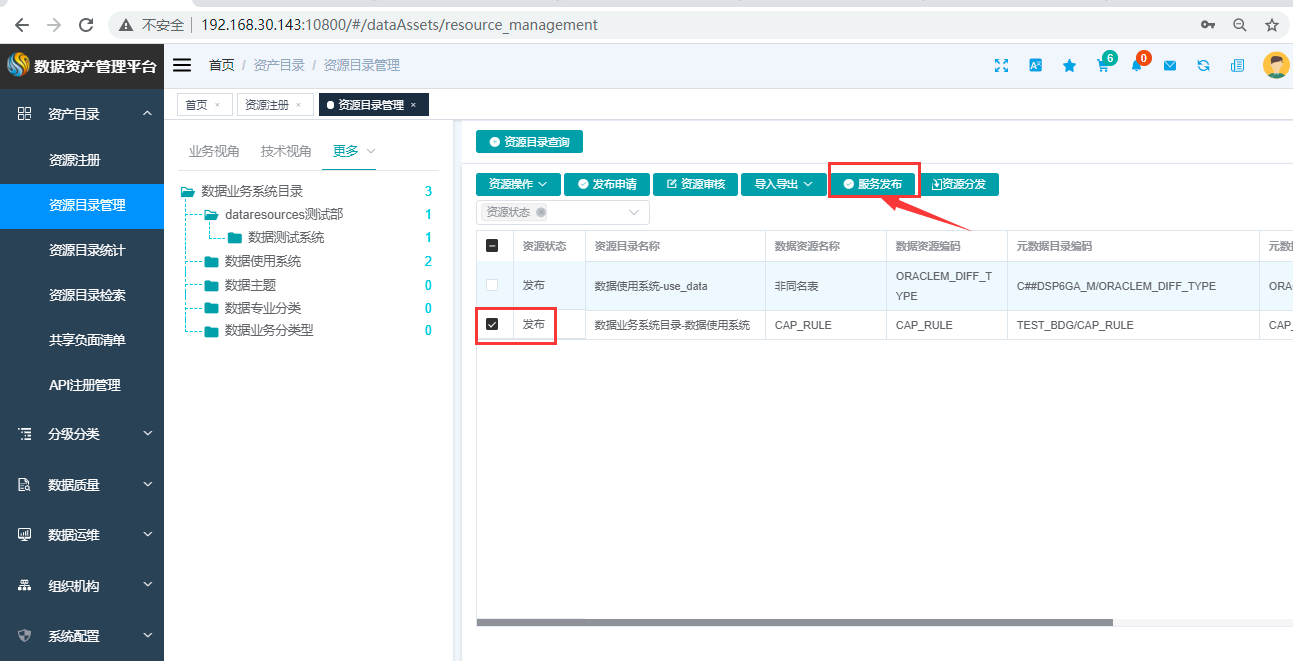 不安全 192.168.30.143:10800/#/dataAssets/resource_management
数据资产管理平台
首页 / 资产目录 / 资源目录管理
6
0
首页 ×
资源注册 ×
资源目录管理 ×
资产目录
资源注册
资源目录管理
资源目录统计
资源目录检索
共享负面清单
API注册管理
分级分类
数据质量
数据运维
组织机构
系统配置
业务视角 技术视角 更多
数据业务系统目录 3
dataresources测试部 1
数据测试系统 1
数据使用系统 2
数据主题 0
数据专业分类 0
数据业务分类型 0
资源目录查询
资源操作 发布申请 资源审核 导入导出 服务发布 资源分发
资源状态
资源状态 资源目录名称 数据资源名称 数据资源编码 元数据目录编码
发布 数据使用系统-use_data 非同名表 ORACLEM_DIFF_T C##DSP6GA_M/ORACLEM_DIFF_TYPE ORA
YPE
发布 数据业务系统目录-数据使用系统 CAP_RULE CAP_RULE TEST_BDG/CAP_RULE CAP_